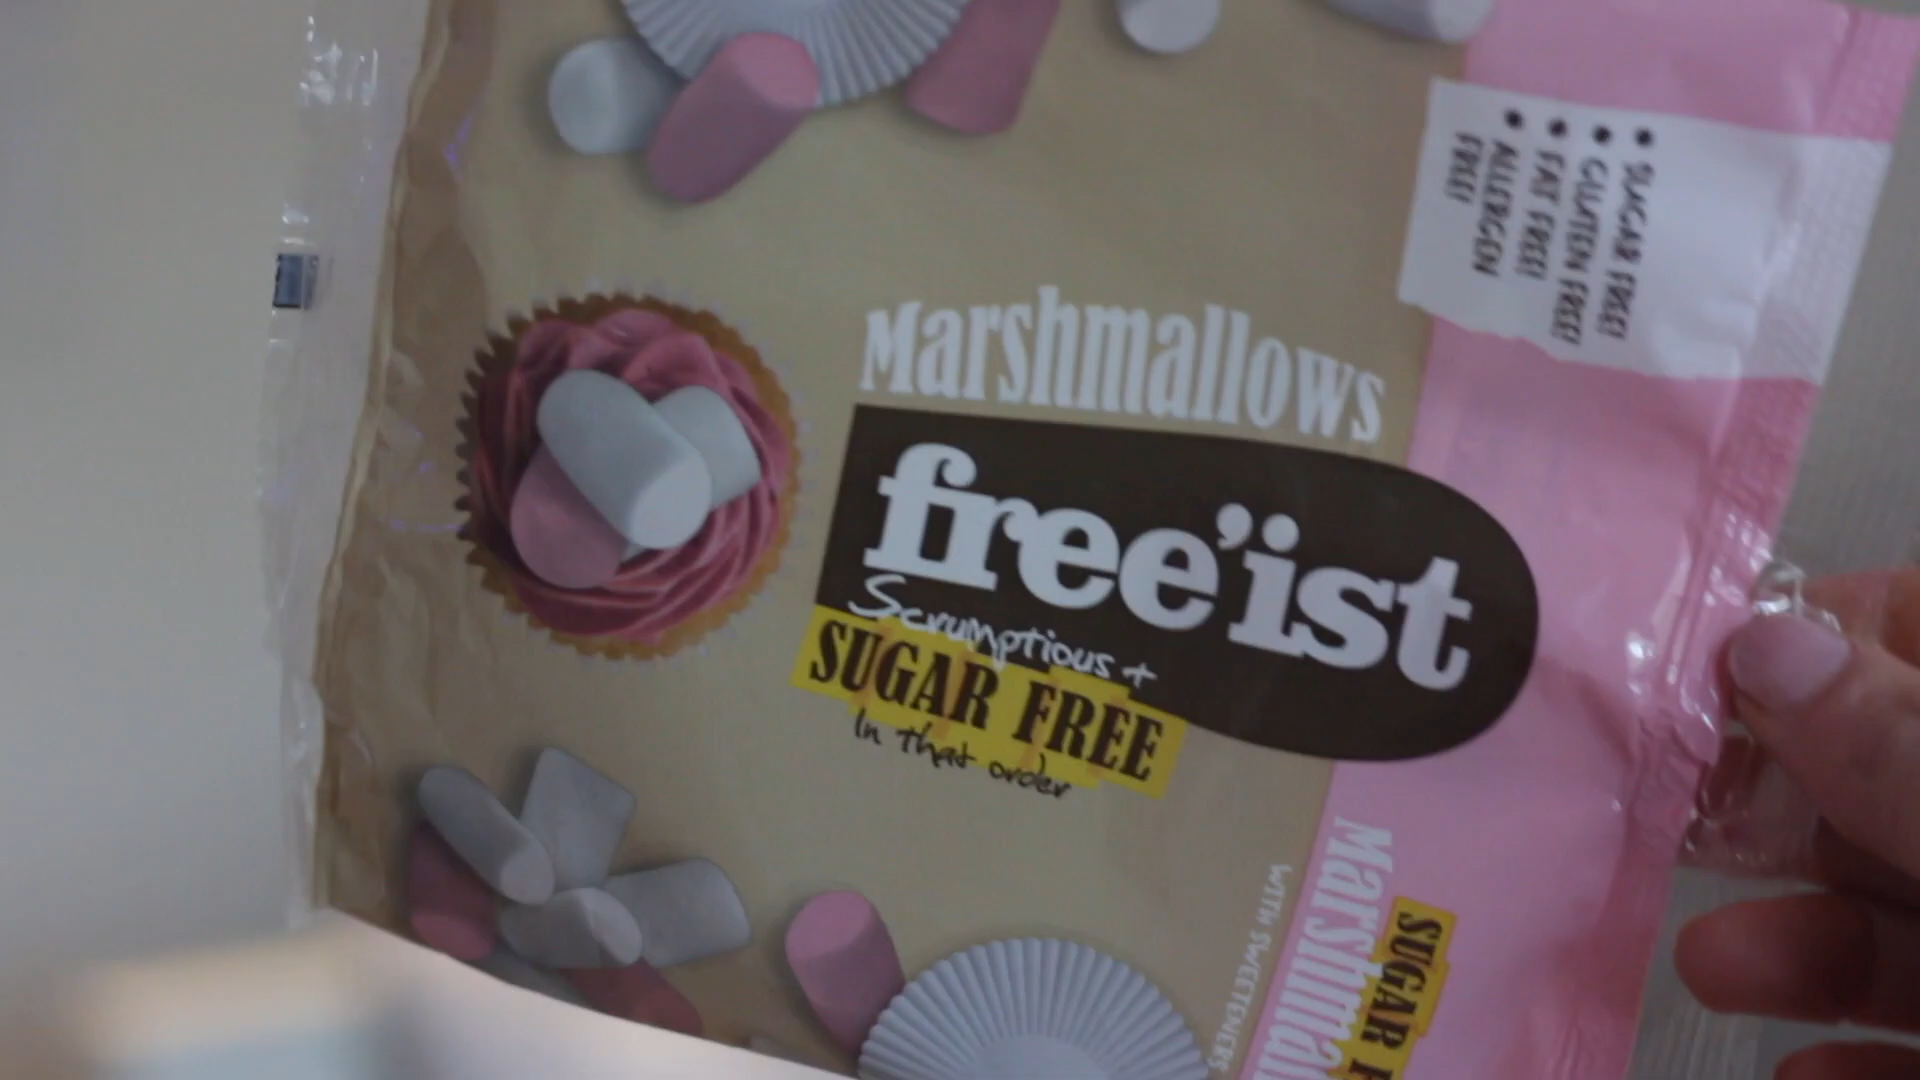 Marshmallows
free'ist
Scrumptious +
SUGAR FREE
In that order
• SUGAR FREE!
• GLUTEN FREE!
• FAT FREE!
• ALLERGEN
FREE!
WITH SWEETENERS
Marshmal
SUGAR F